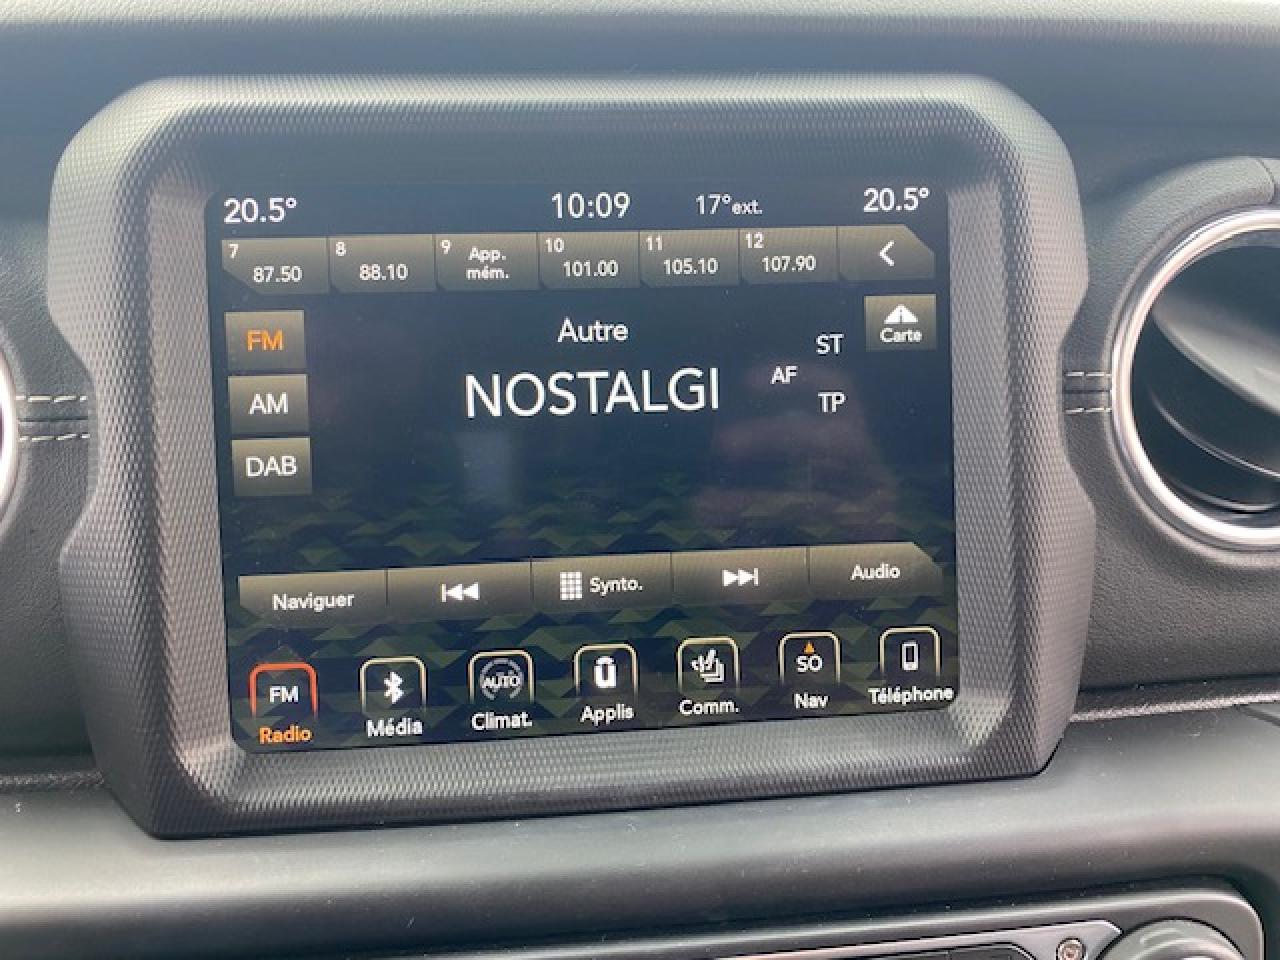 20.5° 10:09 17°ext. 20.5°
7 87.50 8 88.10 9 App. mém. 10 101.00 11 105.10 12 107.90
FM Autre ST Carte
AM NOSTALGI AF TP
DAB
Naviguer Synto. Audio
FM AUTO SO
Radio Média Climat. Applis Comm. Nav Téléphone